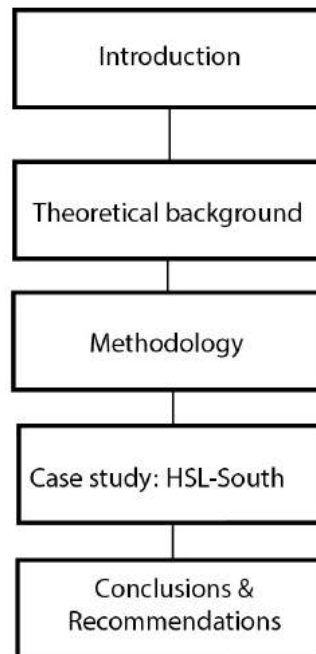 Introduction
Theoretical background
Methodology
Case study: HSL-South
Conclusions &
Recommendations